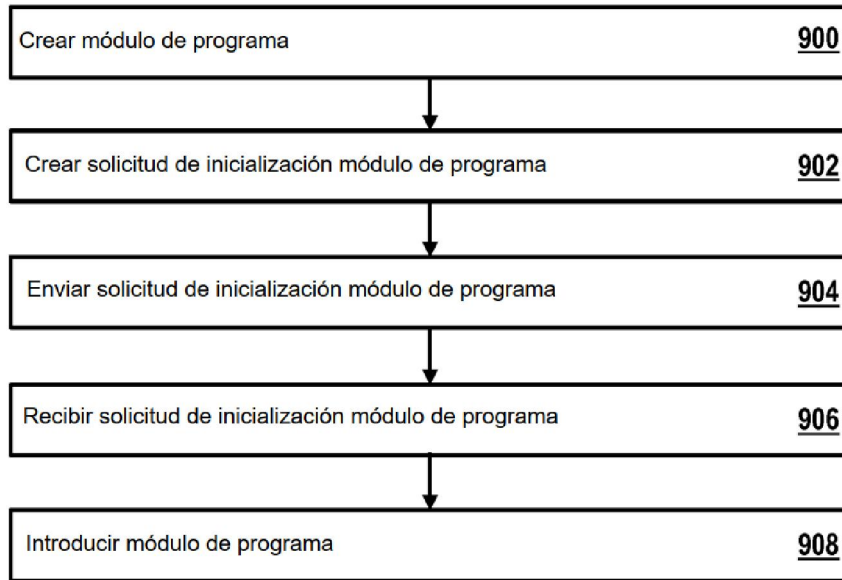 Crear módulo de programa 900
Crear solicitud de inicialización módulo de programa 902
Enviar solicitud de inicialización módulo de programa 904
Recibir solicitud de inicialización módulo de programa 906
Introducir módulo de programa 908